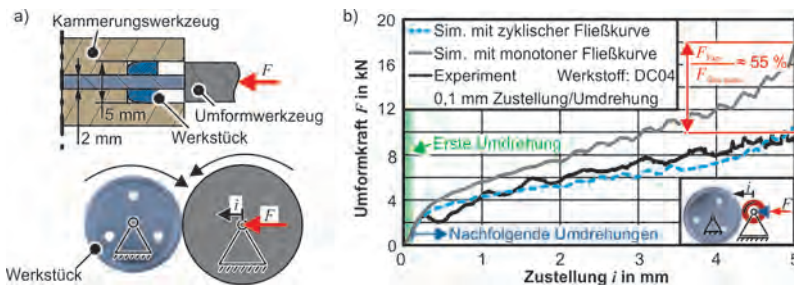 a)
Kammerungswerkzeug
F
5 mm
Umformwerkzeug
2 mm
Werkstück
i
F
Werkstück
b)
Umformkraft F in kN
20
16
12
8
4
0
Sim. mit zyklischer Fließkurve
Sim. mit monotoner Fließkurve
Experiment Werkstoff: DC04
0,1 mm Zustellung/Umdrehung
F
F
≈ 55 %
Erste Umdrehung
Nachfolgende Umdrehungen
i
F
0 1 2 3 4 5
Zustellung i in mm